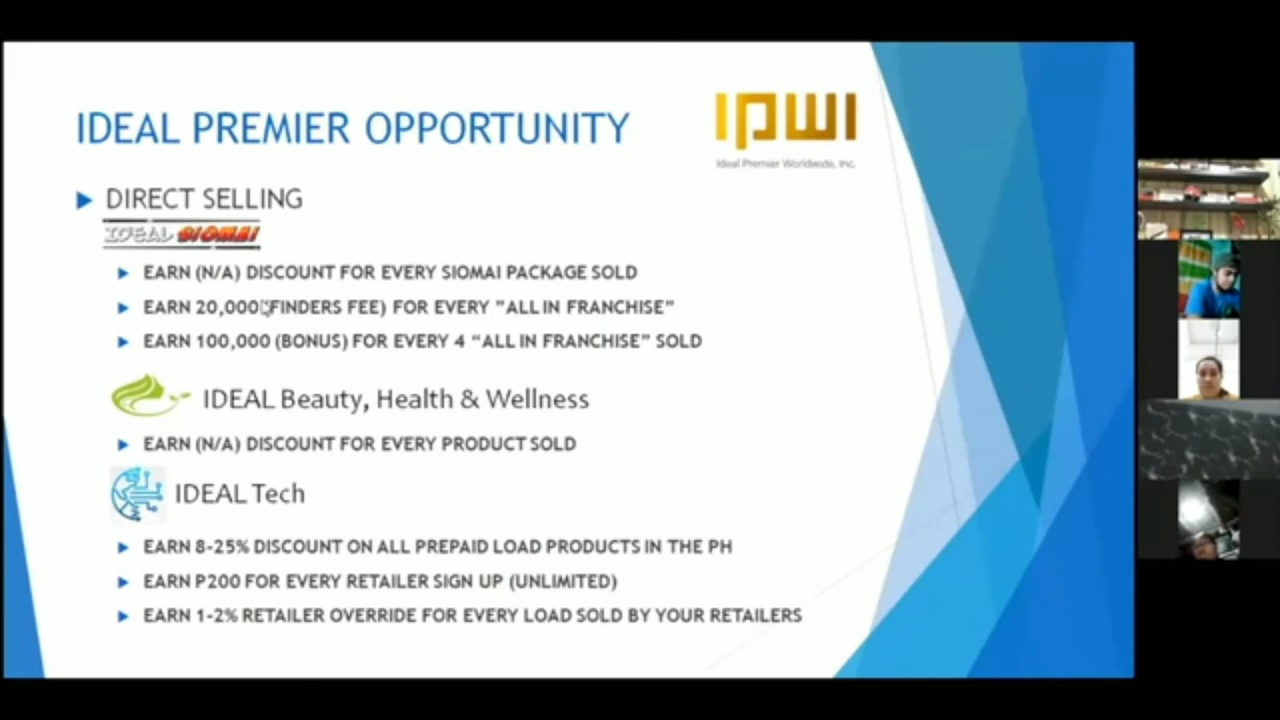 IDEAL PREMIER OPPORTUNITY
IPWI
Ideal Premier Worldwide, Inc.
DIRECT SELLING
IDEAL SIOMAI
EARN (N/A) DISCOUNT FOR EVERY SIOMAI PACKAGE SOLD
EARN 20,000 (FINDERS FEE) FOR EVERY "ALL IN FRANCHISE"
EARN 100,000 (BONUS) FOR EVERY 4 “ALL IN FRANCHISE” SOLD
IDEAL Beauty, Health & Wellness
EARN (N/A) DISCOUNT FOR EVERY PRODUCT SOLD
IDEAL Tech
EARN 8-25% DISCOUNT ON ALL PREPAID LOAD PRODUCTS IN THE PH
EARN P200 FOR EVERY RETAILER SIGN UP (UNLIMITED)
EARN 1-2% RETAILER OVERRIDE FOR EVERY LOAD SOLD BY YOUR RETAILERS